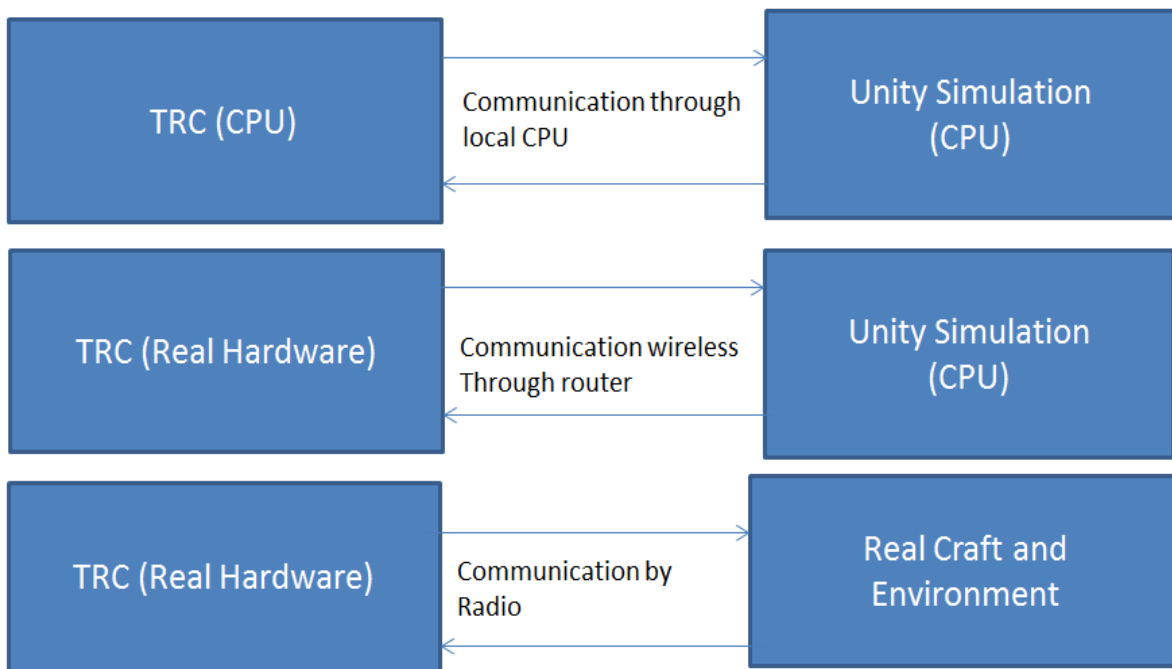 TRC (CPU)
Communication through
local CPU
Unity Simulation
(CPU)
TRC (Real Hardware)
Communication wireless
Through router
Unity Simulation
(CPU)
TRC (Real Hardware)
Communication by
Radio
Real Craft and
Environment